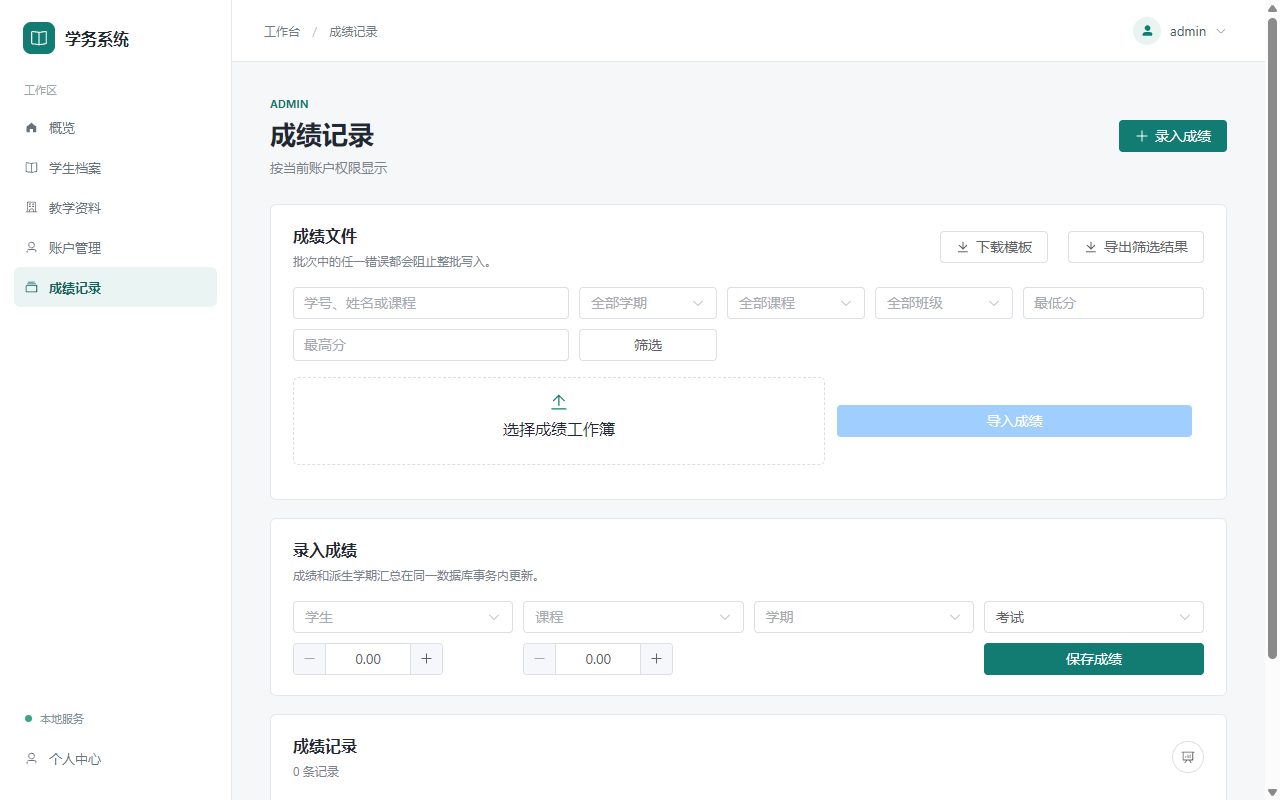 学务系统
工作区
概览
学生档案
教学资料
账户管理
成绩记录
本地服务
个人中心
工作台 / 成绩记录
admin
ADMIN
成绩记录
按当前账户权限显示
录入成绩
成绩文件
批次中的任一错误都会阻止整批写入。
下载模板
导出筛选结果
学号、姓名或课程
全部学期
全部课程
全部班级
最低分
最高分
筛选
选择成绩工作簿
导入成绩
录入成绩
成绩和派生学期汇总在同一数据库事务内更新。
学生
课程
学期
考试
0.00
0.00
保存成绩
成绩记录
0 条记录